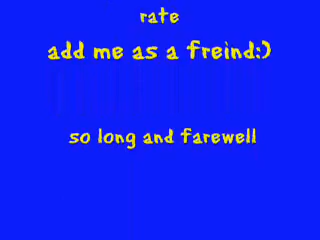 rate
add me as a freind:)
so long and farewell